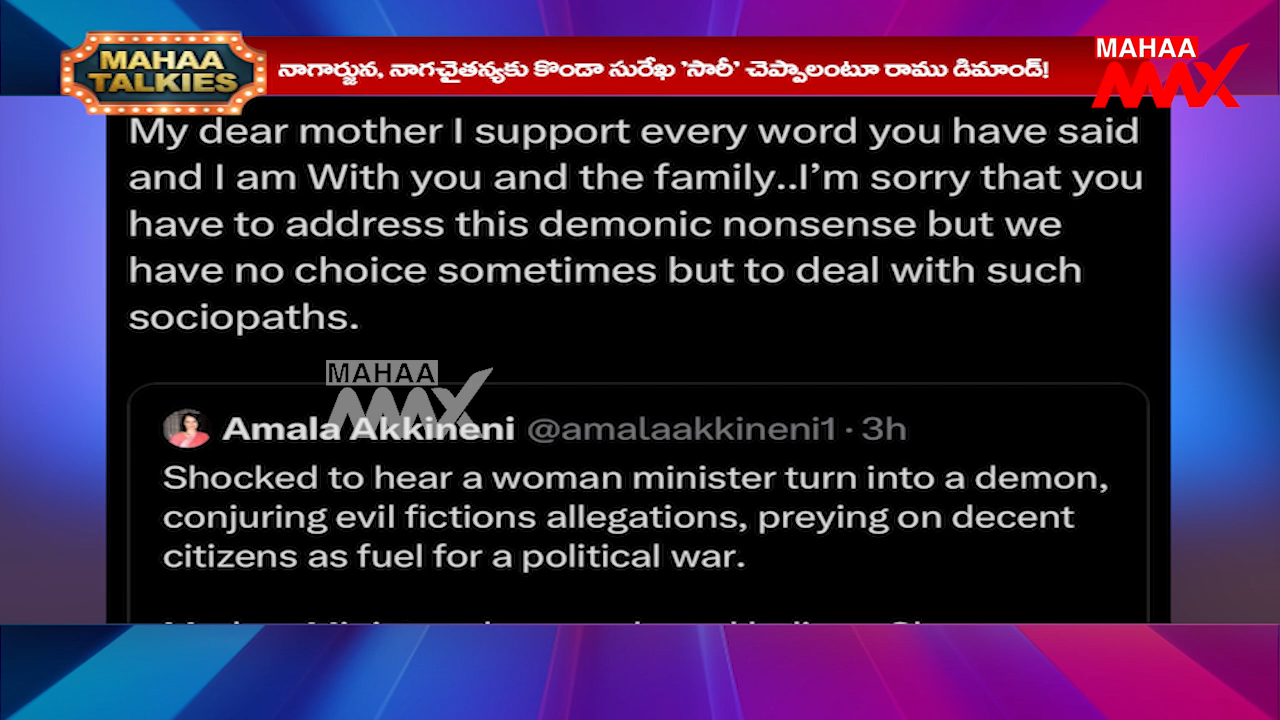 MAHAA
TALKIES
నాగార్జున, నాగచైతన్యకు కొండా సురేఖ 'సారీ' చెప్పాలంటూ రాము డిమాండ్!
MAHAA
MAX
My dear mother I support every word you have said
and I am With you and the family..I'm sorry that you
have to address this demonic nonsense but we
have no choice sometimes but to deal with such
sociopaths.
MAHAA
MAX
Amala Akkineni @amalaakkineni1 · 3h
Shocked to hear a woman minister turn into a demon,
conjuring evil fictions allegations, preying on decent
citizens as fuel for a political war.